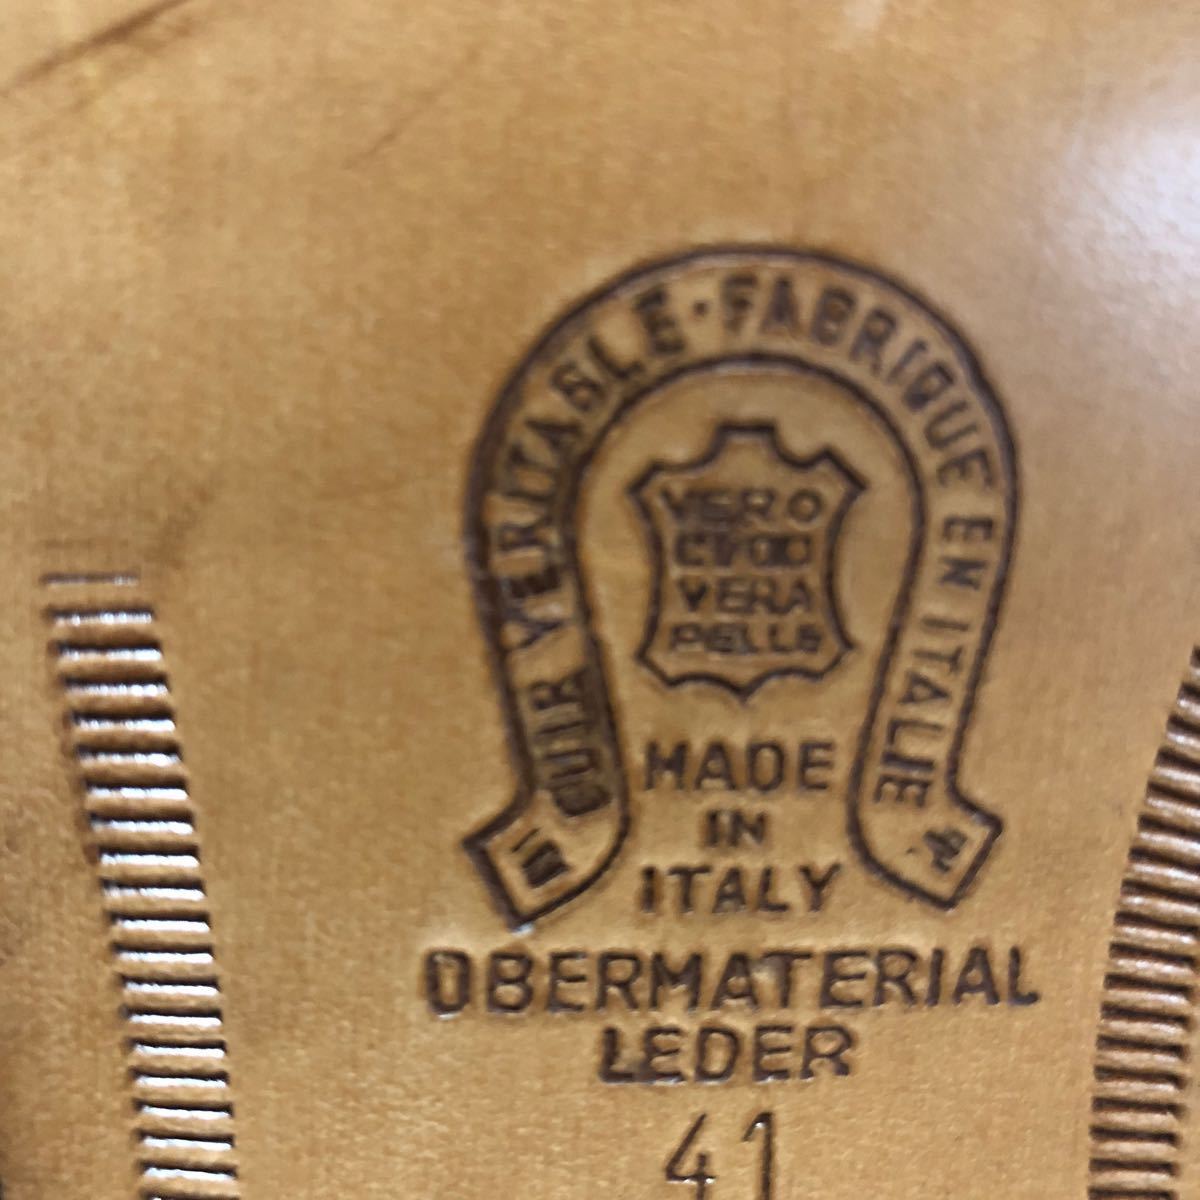 CUIR VERITABLE · FABRIQUE EN ITALIE
VERO
CUOIO
VERA
PELLE
MADE
IN
ITALY
OBERMATERIAL
LEDER
41